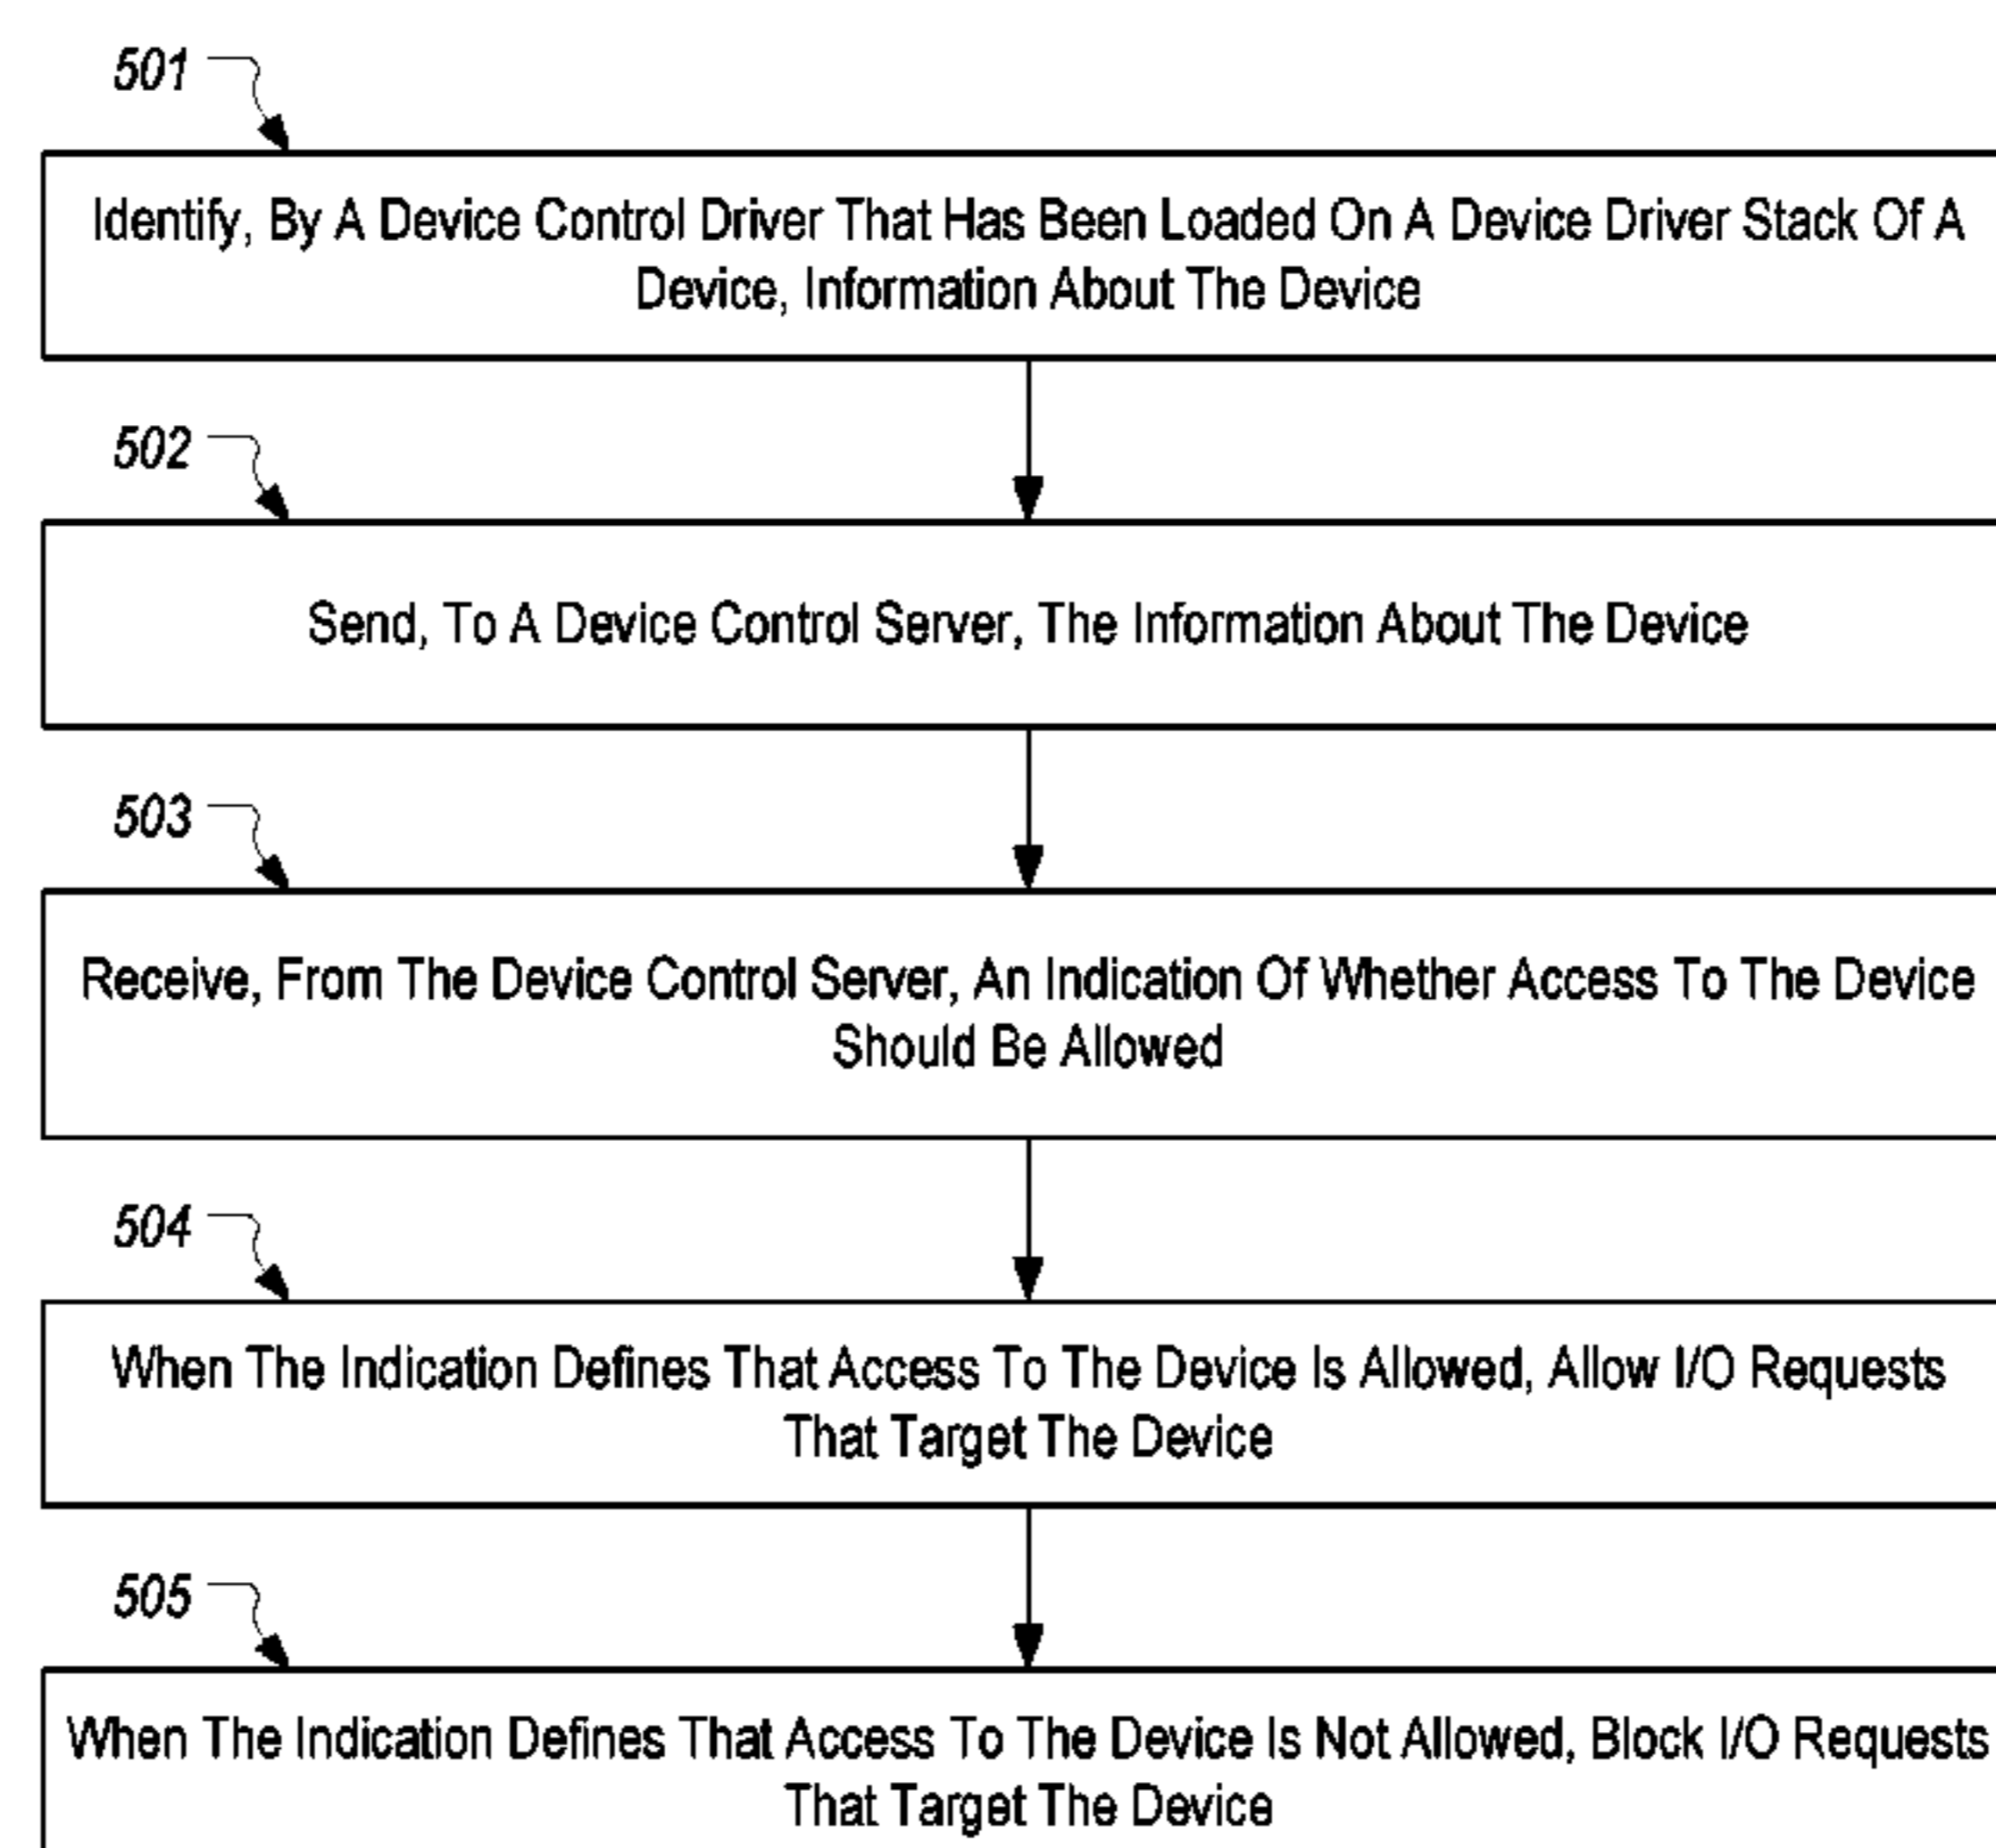 501
Identify, By A Device Control Driver That Has Been Loaded On A Device Driver Stack Of A
Device, Information About The Device
502
Send, To A Device Control Server, The Information About The Device
503
Receive, From The Device Control Server, An Indication Of Whether Access To The Device
Should Be Allowed
504
When The Indication Defines That Access To The Device Is Allowed, Allow I/O Requests
That Target The Device
505
When The Indication Defines That Access To The Device Is Not Allowed, Block I/O Requests
That Target The Device